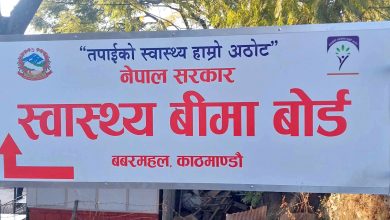 "तपाईको स्वास्थ्य हाम्रो अठोट"
नेपाल सरकार
स्वास्थ्य बीमा बोर्ड
बबरमहल, काठमाण्डौ